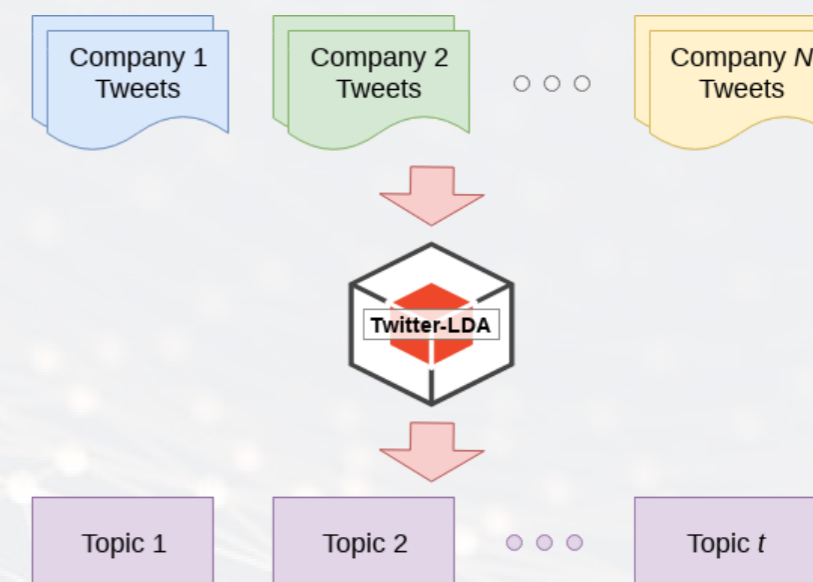 Company 1
Tweets
Company 2
Tweets
Company N
Tweets
Twitter-LDA
Topic 1
Topic 2
Topic t